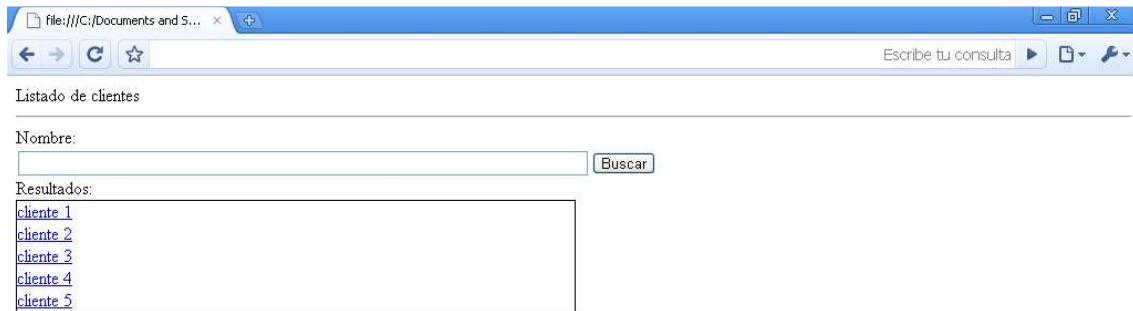 file:///C:/Documents and S...
Escribe tu consulta
Listado de clientes
Nombre:
Buscar
Resultados:
cliente 1
cliente 2
cliente 3
cliente 4
cliente 5